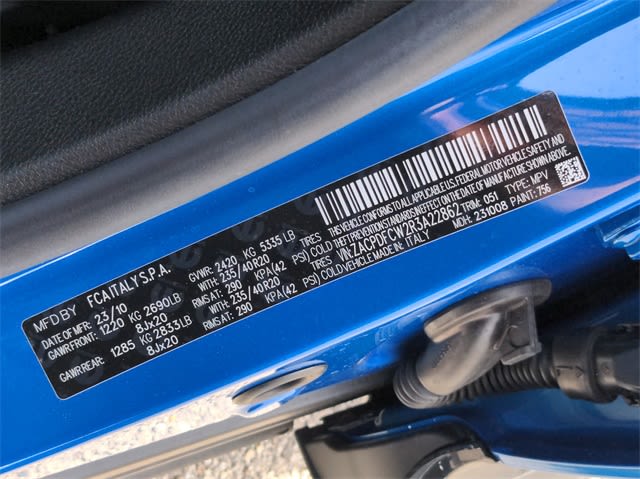 MFD BY FCA ITALY S.P.A.
DATE OF MFR: 23/10 GVWR: 2420 KG 5335 LB
GAWR FRONT: 1220 KG 2690 LB WITH: 235/40R20 TIRES
8Jx20 RIMS AT: 290 KPA(42 PSI) COLD
GAWR REAR: 1285 KG 2833 LB WITH: 235/40R20 TIRES
8Jx20 RIMS AT: 290 KPA(42 PSI) COLD
THIS VEHICLE CONFORMS TO ALL APPLICABLE U.S. FEDERAL MOTOR VEHICLE SAFETY AND
THEFT PREVENTION STANDARDS IN EFFECT ON THE DATE OF MANUFACTURE SHOWN ABOVE.
VIN: ZACPDFCW2R3A22862 TYPE: MPV
MADE IN: ITALY TRIM: 051
MDH: 231008 PAINT: 756